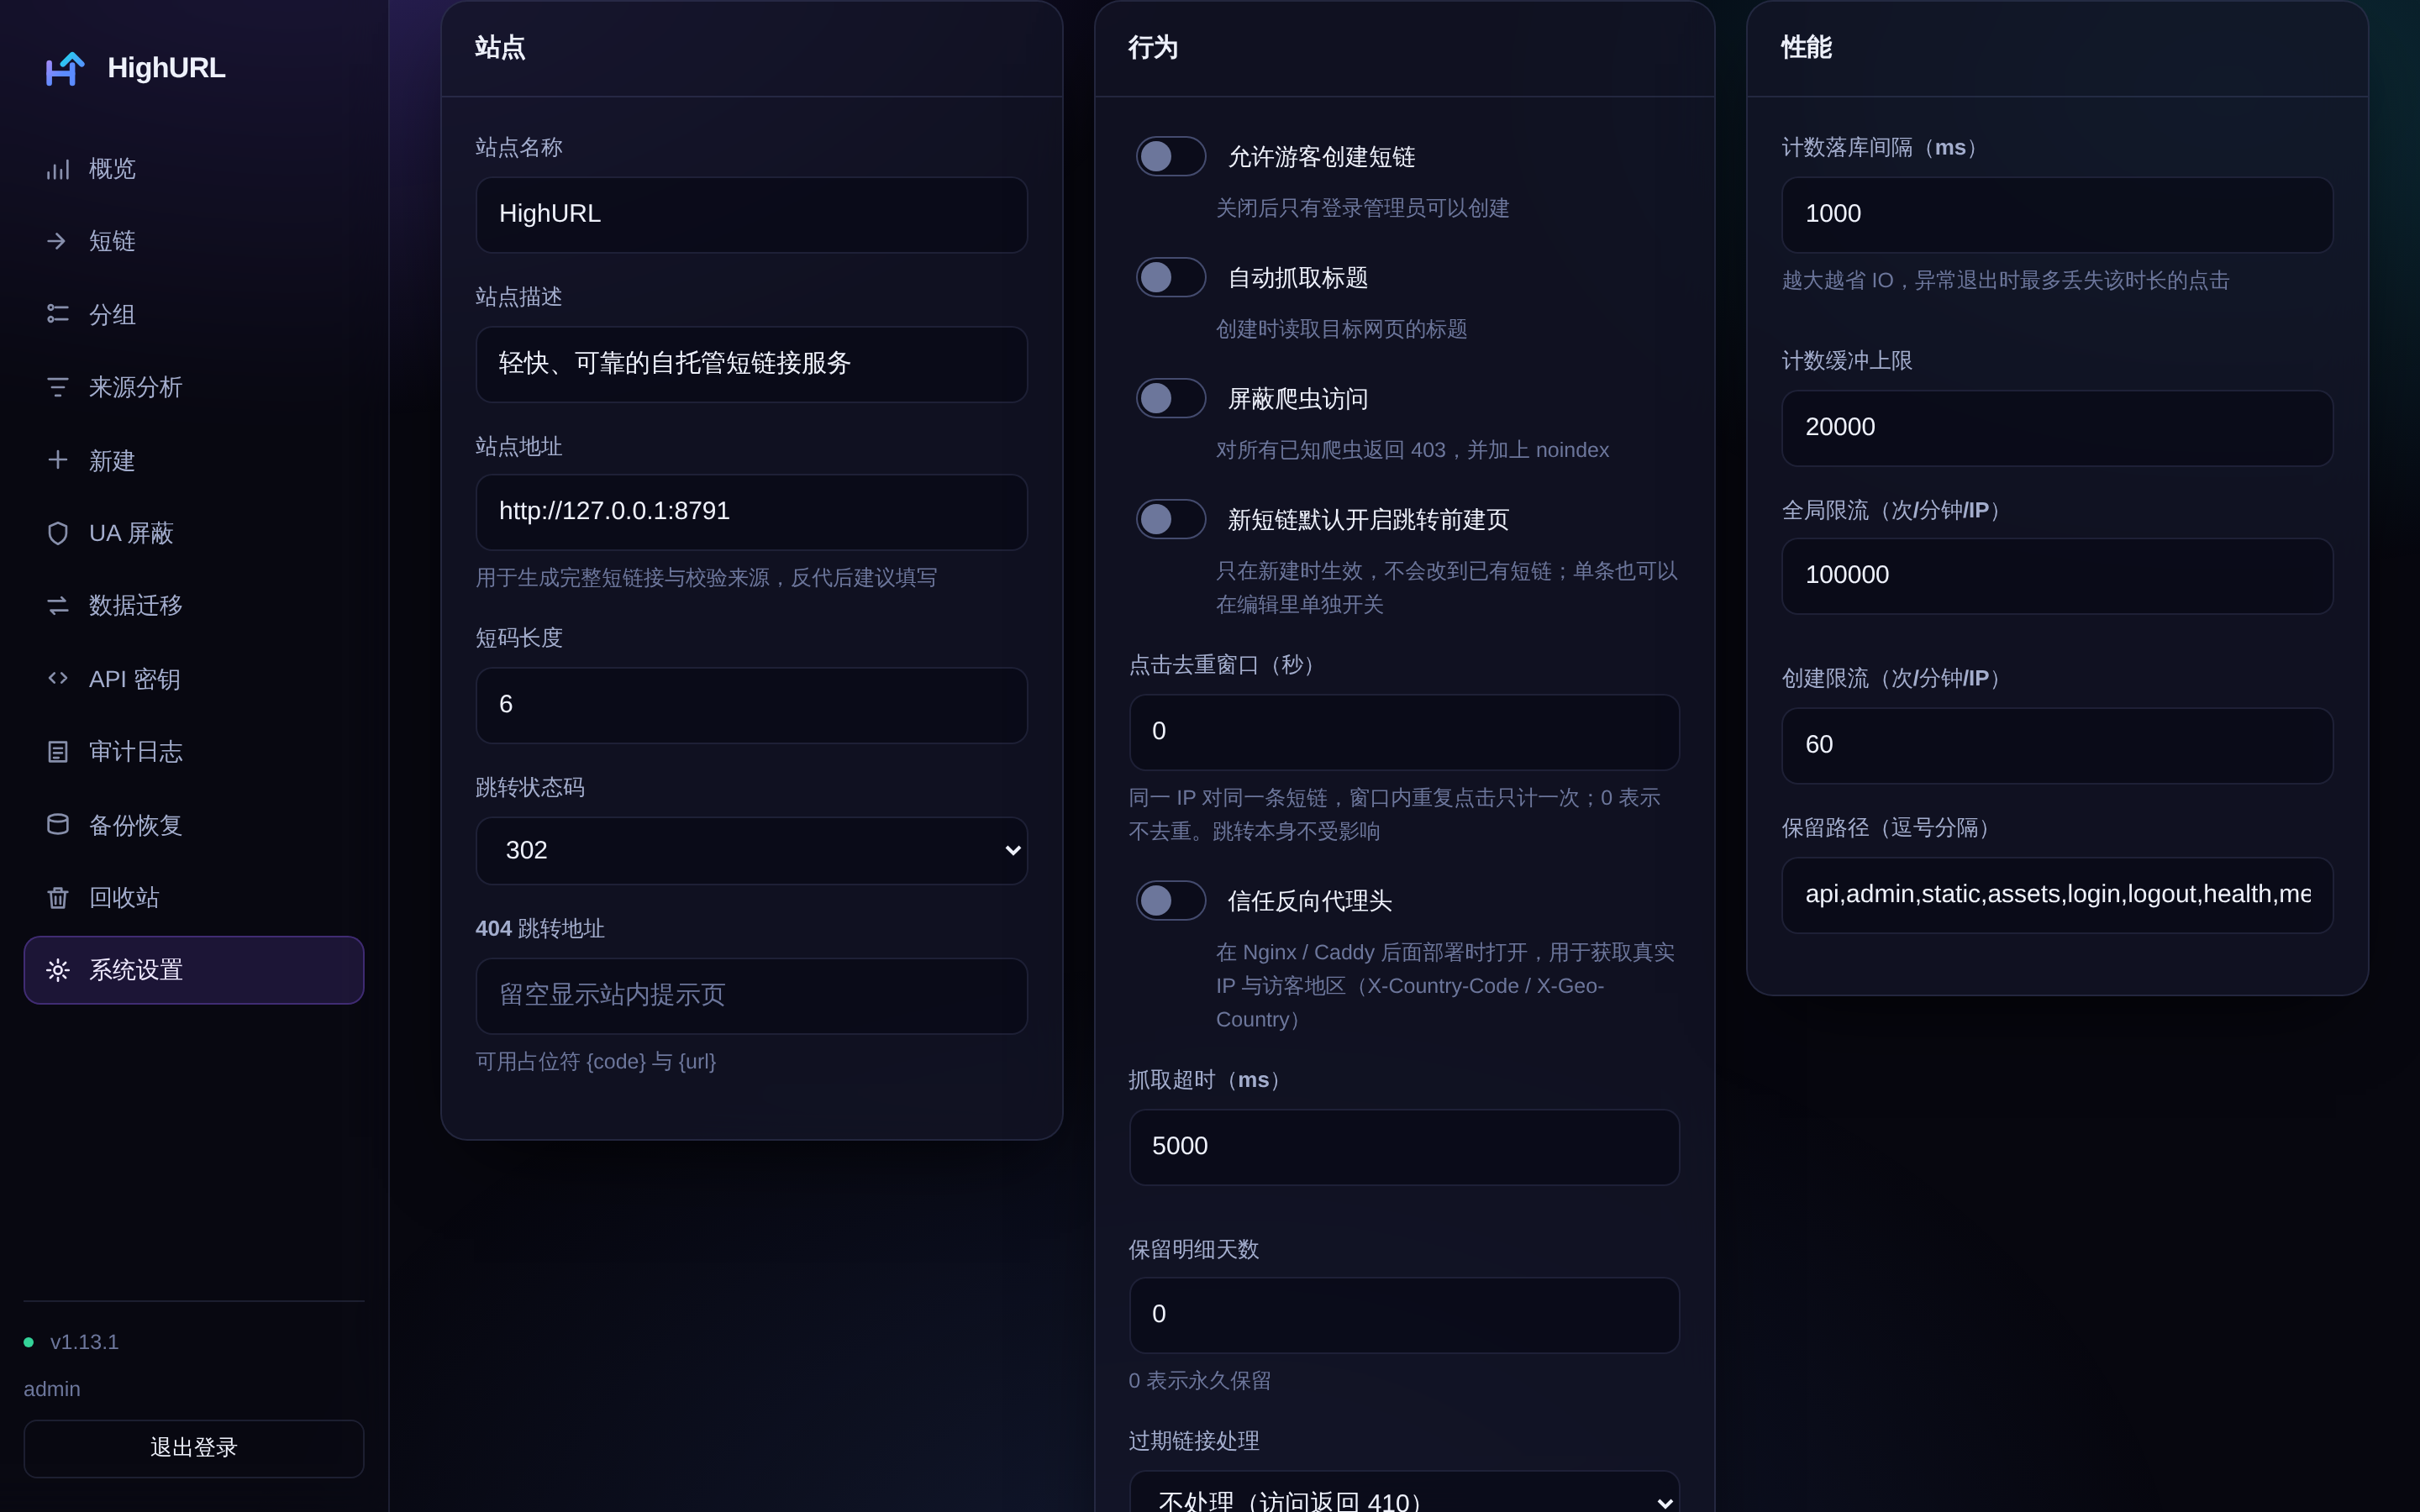 HighURL
概览
短链
分组
来源分析
新建
UA 屏蔽
数据迁移
API 密钥
审计日志
备份恢复
回收站
系统设置
v1.13.1
admin
退出登录
站点
站点名称
HighURL
站点描述
轻快、可靠的自托管短链接服务
站点地址
http://127.0.0.1:8791
用于生成完整短链接与校验来源，反代后建议填写
短码长度
6
跳转状态码
302
404 跳转地址
留空显示站内提示页
可用占位符 {code} 与 {url}
行为
允许游客创建短链
关闭后只有登录管理员可以创建
自动抓取标题
创建时读取目标网页的标题
屏蔽爬虫访问
对所有已知爬虫返回 403，并加上 noindex
新短链默认开启跳转前建页
只在新建时生效，不会改到已有短链；单条也可以
在编辑里单独开关
点击去重窗口（秒）
0
同一 IP 对同一条短链，窗口内重复点击只计一次；0 表示
不去重。跳转本身不受影响
信任反向代理头
在 Nginx / Caddy 后面部署时打开，用于获取真实
IP 与访客地区（X-Country-Code / X-Geo-
Country）
抓取超时（ms）
5000
保留明细天数
0
0 表示永久保留
过期链接处理
不处理（访问返回 410）
性能
计数落库间隔（ms）
1000
越大越省 IO，异常退出时最多丢失该时长的点击
计数缓冲上限
20000
全局限流（次/分钟/IP）
100000
创建限流（次/分钟/IP）
60
保留路径（逗号分隔）
api,admin,static,assets,login,logout,health,me